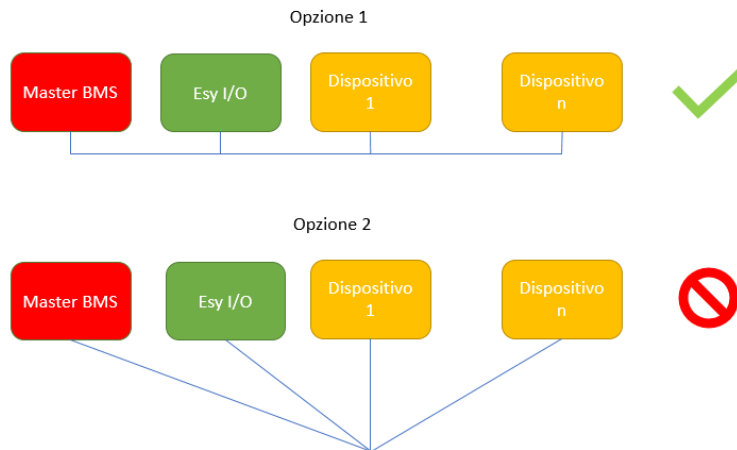 Opzione 1
Master BMS
Esy I/O
Dispositivo
1
Dispositivo
n
Opzione 2
Master BMS
Esy I/O
Dispositivo
1
Dispositivo
n